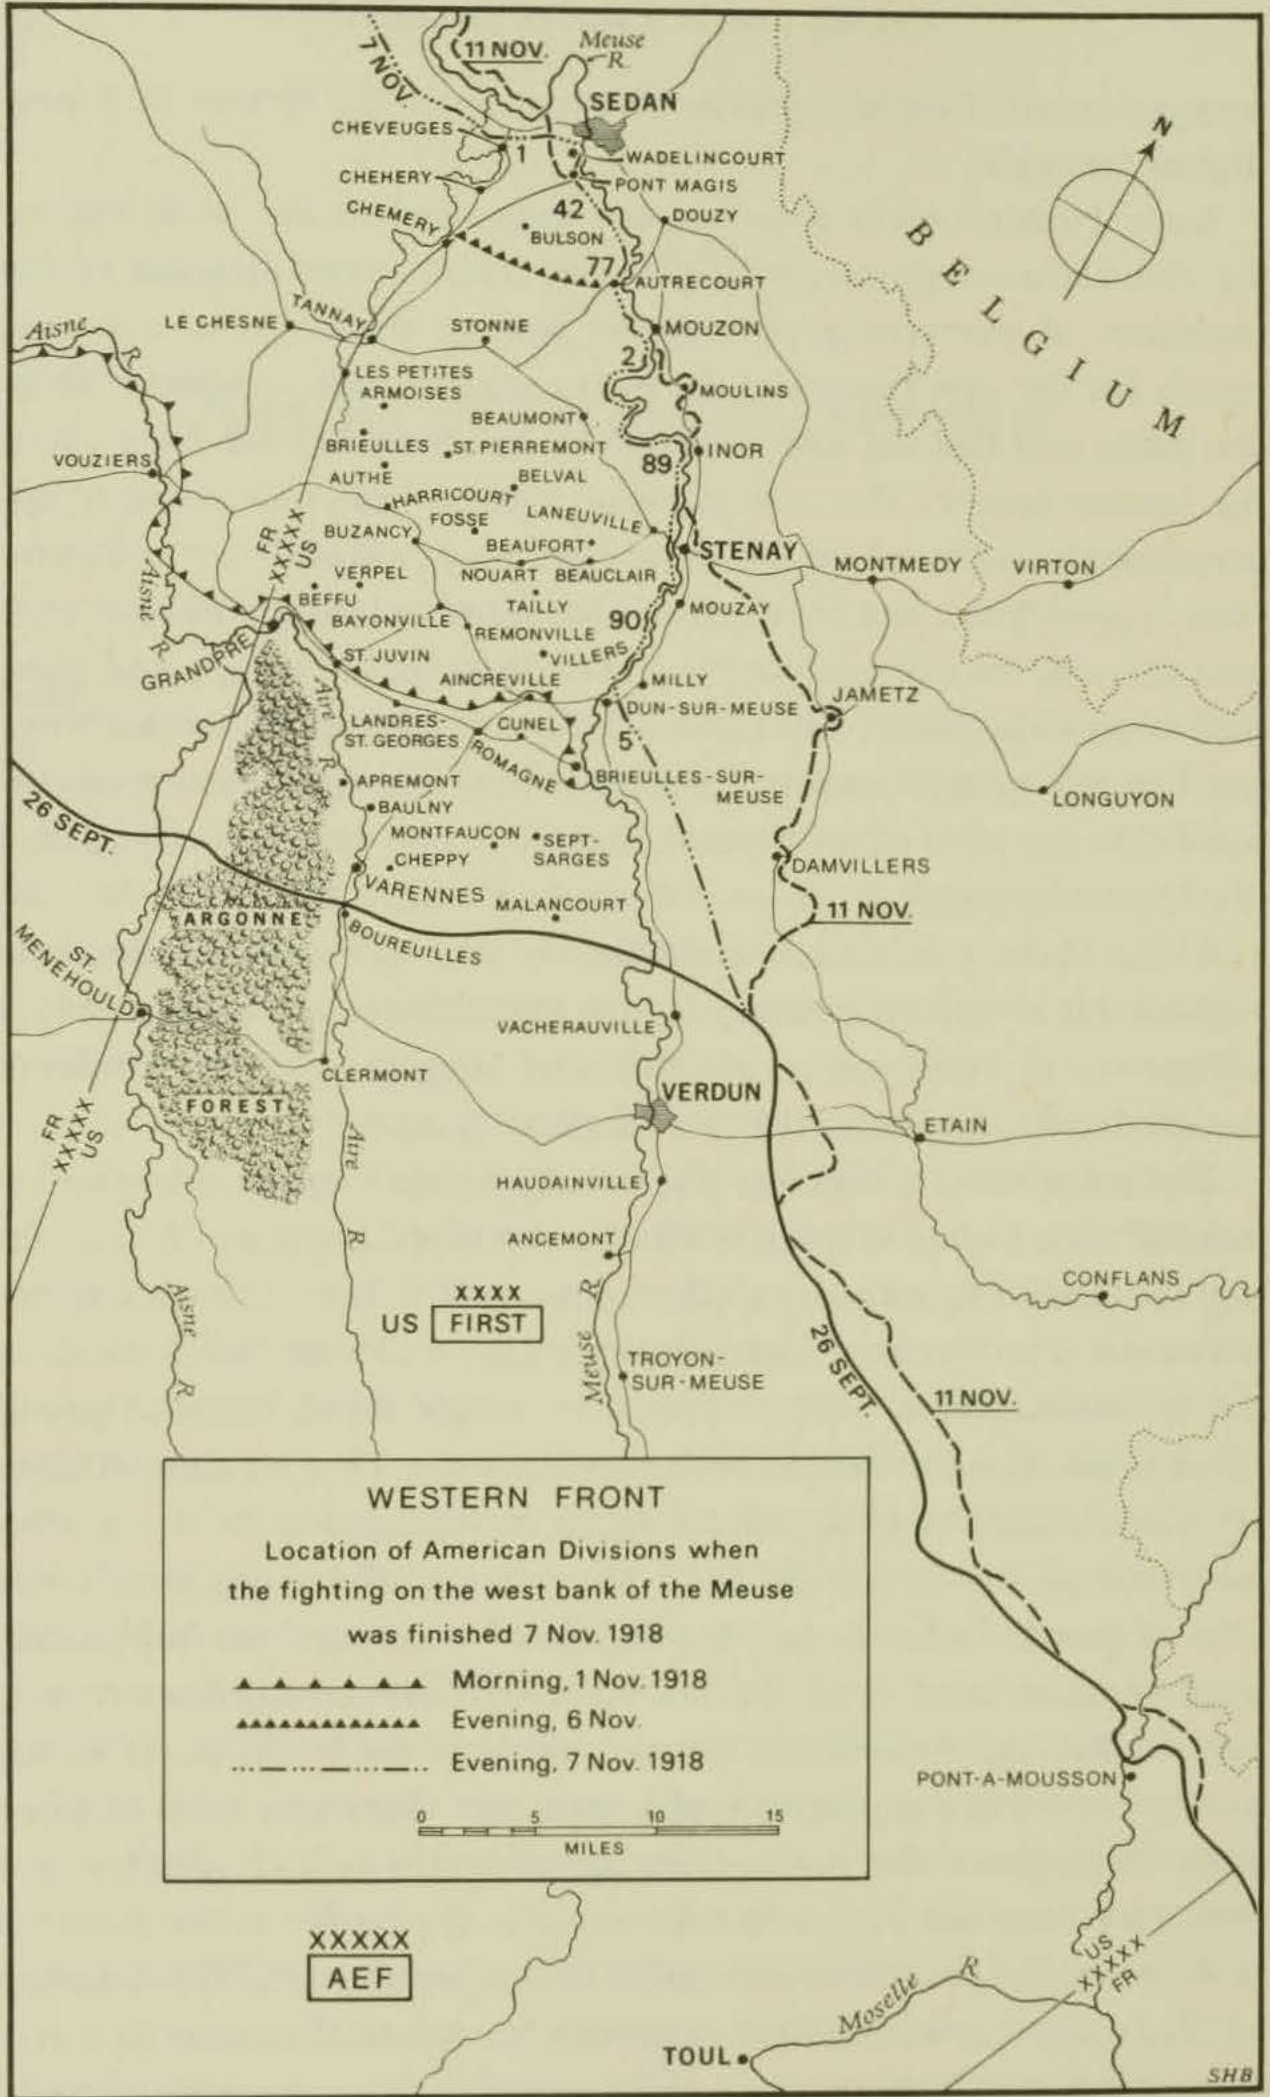 11 NOV.
Meuse
R.
7 NOV.
SEDAN
CHEVEUGES
1
WADELINCOURT
CHEHERY
PONT MAGIS
CHEMERY
42
DOUZY
BULSON
77
AUTRECOURT
N
BELGIUM
Aisne
R.
LE CHESNE
TANNAY
STONNE
MOUZON
2
LES PETITES
ARMOISES
MOULINS
BEAUMONT
BRIEULLES
ST. PIERREMONT
INOR
VOUZIERS
89
AUTHE
BELVAL
HARRICOURT
FOSSE
LANEUVILLE
BUZANCY
BEAUFORT
STENAY
FR
XXXXX
US
NOUART
BEAUCLAIR
MONTMEDY
VIRTON
VERPEL
BEFFU
TAILLY
MOUZAY
Aisne
R.
BAYONVILLE
REMONVILLE
90
GRANDPRE
ST. JUVIN
VILLERS
AINCREVILLE
MILLY
JAMETZ
Aire
R.
LANDRES-
ST. GEORGES
CUNEL
DUN-SUR-MEUSE
ROMAGNE
5
APREMONT
BRIEULLES-SUR-
MEUSE
LONGUYON
26 SEPT.
BAULNY
MONTFAUCON
SEPT-
SARGES
CHEPPY
DAMVILLERS
VARENNES
MALANCOURT
11 NOV.
ARGONNE
BOUREUILLES
ST.
MENEHOULD
VACHERAUVILLE
CLERMONT
VERDUN
FOREST
FR
XXXXX
US
ETAIN
Aire
R
HAUDAINVILLE
ANCEMONT
CONFLANS
Aisne
R
XXXX
US FIRST
Meuse R
26 SEPT.
TROYON-
SUR-MEUSE
11 NOV.
WESTERN FRONT
Location of American Divisions when
the fighting on the west bank of the Meuse
was finished 7 Nov. 1918
Morning, 1 Nov. 1918
Evening, 6 Nov.
Evening, 7 Nov. 1918
0 5 10 15
MILES
PONT-A-MOUSSON
XXXXX
AEF
US
XXXXX
FR
Moselle R
TOUL
SHB